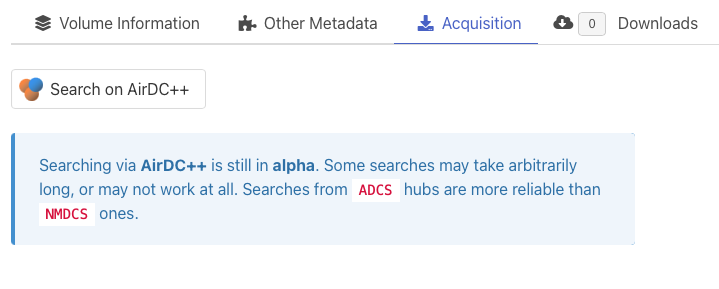 Volume Information Other Metadata Acquisition 0 Downloads
Search on AirDC++
Searching via AirDC++ is still in alpha. Some searches may take arbitrarily
long, or may not work at all. Searches from ADCS hubs are more reliable than
NMDCS ones.